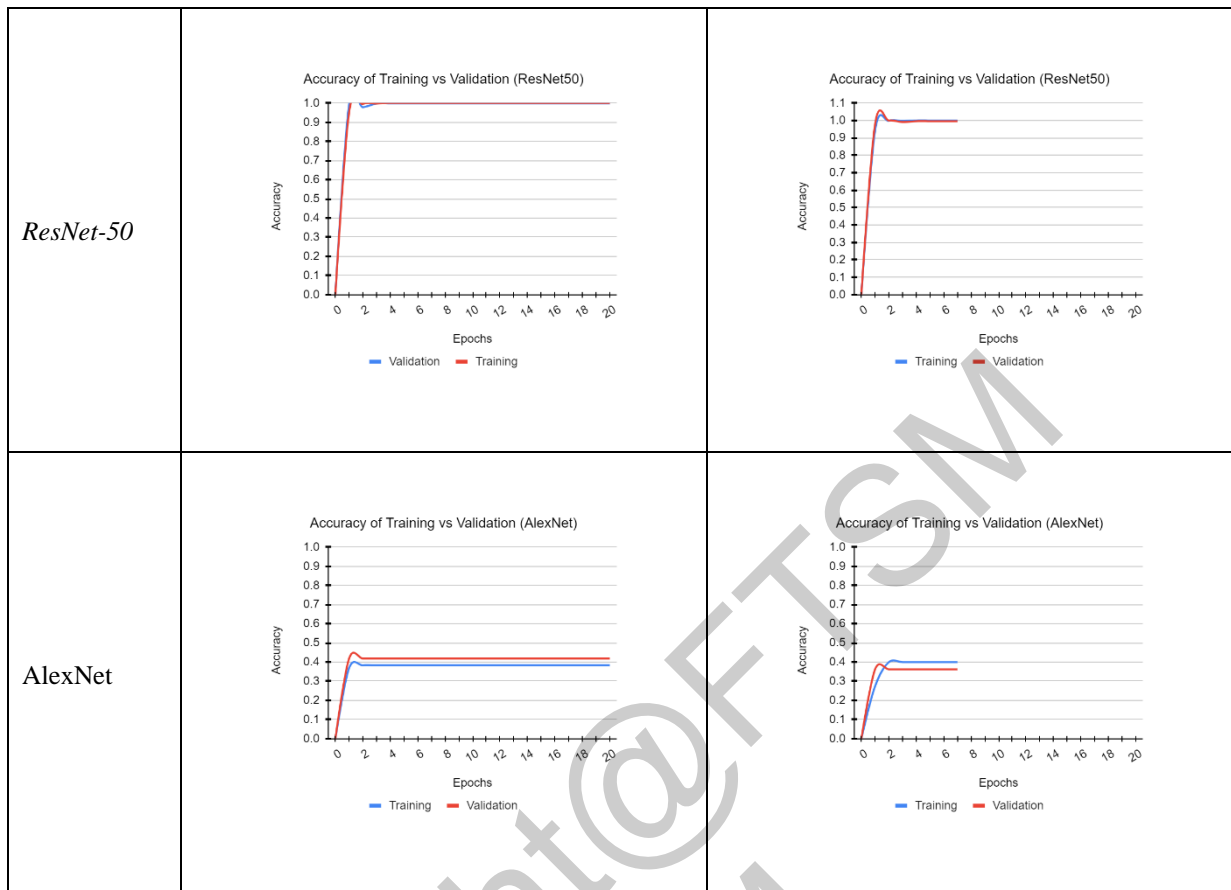 ResNet-50
Accuracy of Training vs Validation (ResNet50)
Accuracy
1.0
0.9
0.8
0.7
0.6
0.5
0.4
0.3
0.2
0.1
0.0
0 2 4 6 8 10 12 14 16 18 20
Epochs
Validation Training
Accuracy of Training vs Validation (ResNet50)
Accuracy
1.1
1.0
0.9
0.8
0.7
0.6
0.5
0.4
0.3
0.2
0.1
0.0
0 2 4 6 8 10 12 14 16 18 20
Epochs
Training Validation
AlexNet
Accuracy of Training vs Validation (AlexNet)
Accuracy
1.0
0.9
0.8
0.7
0.6
0.5
0.4
0.3
0.2
0.1
0.0
0 2 4 6 8 10 12 14 16 18 20
Epochs
Training Validation
Accuracy of Training vs Validation (AlexNet)
Accuracy
1.0
0.9
0.8
0.7
0.6
0.5
0.4
0.3
0.2
0.1
0.0
0 2 4 6 8 10 12 14 16 18 20
Epochs
Training Validation
ht@FTSM